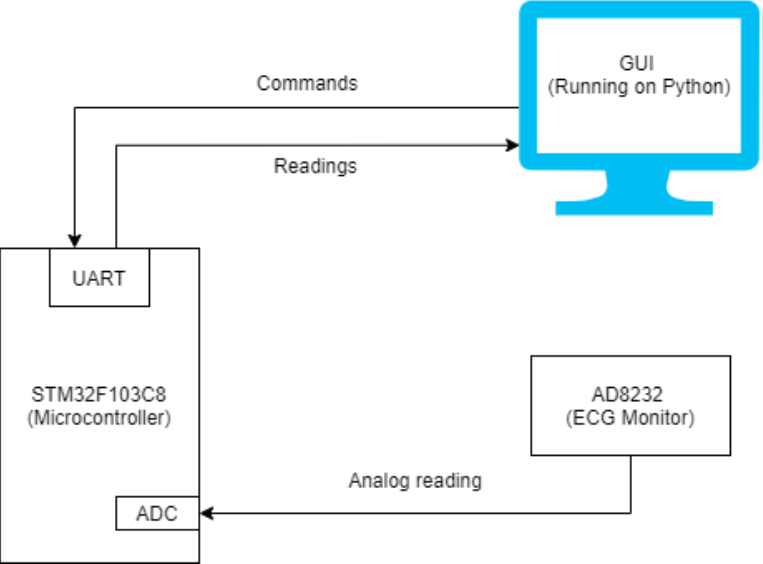 GUI
(Running on Python)
Commands
Readings
UART
STM32F103C8
(Microcontroller)
AD8232
(ECG Monitor)
Analog reading
ADC